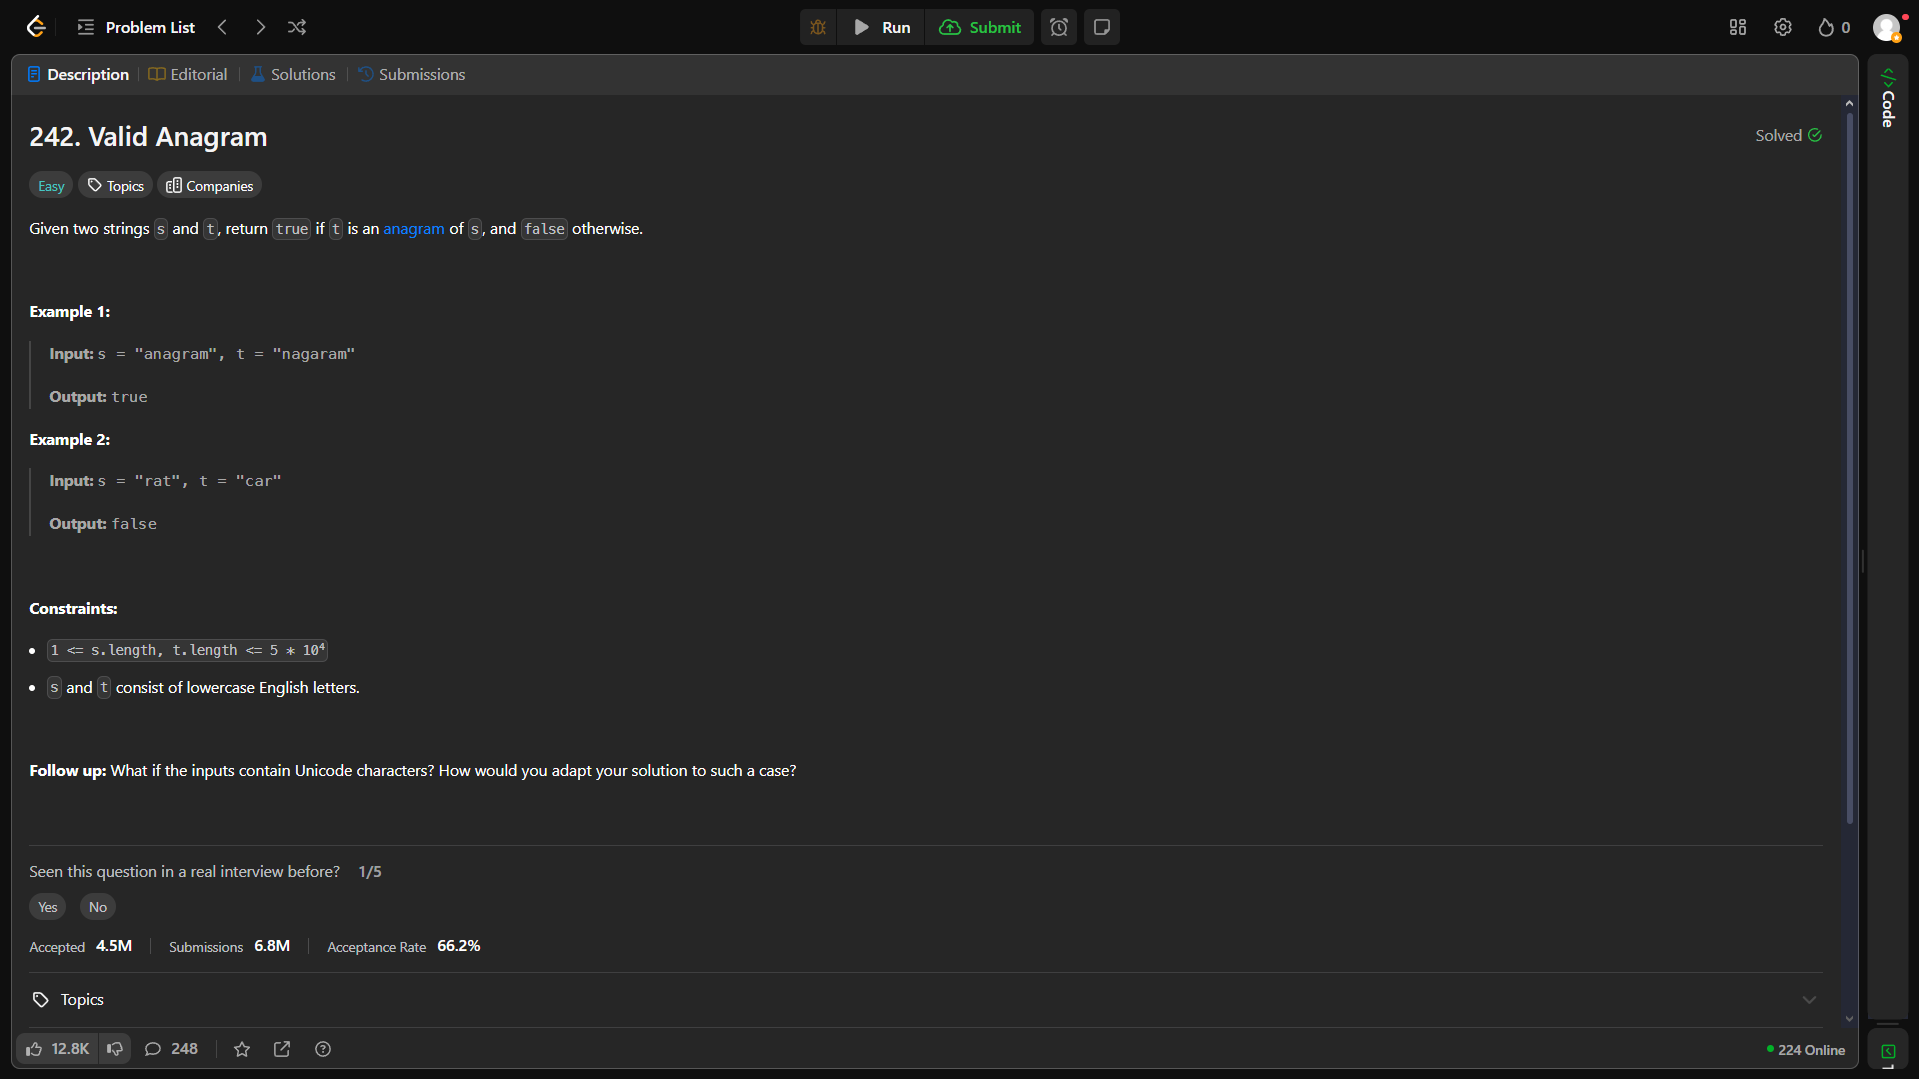 Problem List
Run
Submit
0
Description
Editorial
Solutions
Submissions
Code
242. Valid Anagram
Solved
Easy
Topics
Companies
Given two strings s and t, return true if t is an anagram of s, and false otherwise.
Example 1:
Input: s = "anagram", t = "nagaram"
Output: true
Example 2:
Input: s = "rat", t = "car"
Output: false
Constraints:
1 <= s.length, t.length <= 5 * 10⁴
s and t consist of lowercase English letters.
Follow up: What if the inputs contain Unicode characters? How would you adapt your solution to such a case?
Seen this question in a real interview before? 1/5
Yes
No
Accepted 4.5M
Submissions 6.8M
Acceptance Rate 66.2%
Topics
12.8K
248
224 Online